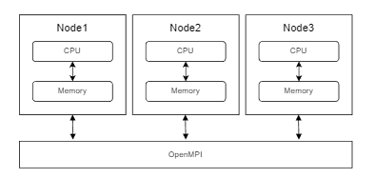 Node1
CPU
Memory
Node2
CPU
Memory
Node3
CPU
Memory
OpenMPI